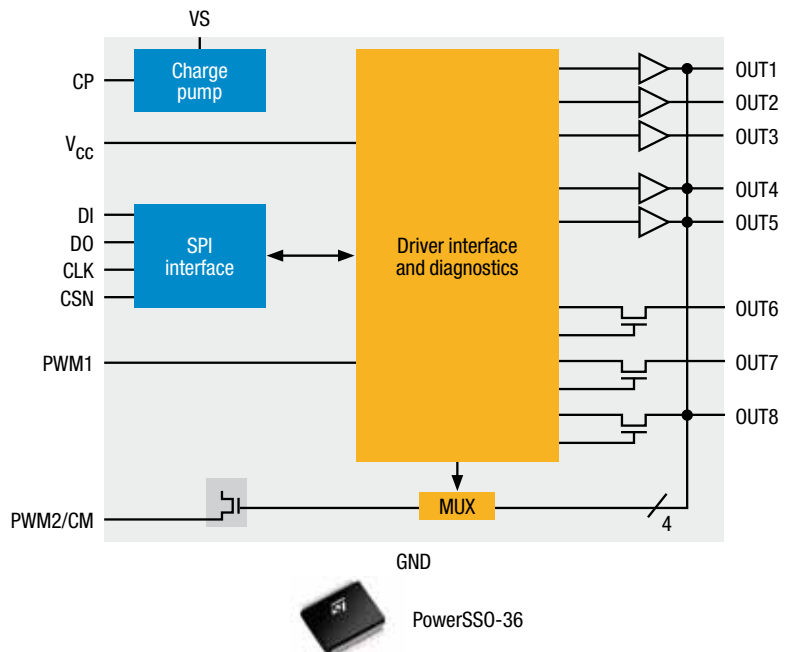 VS
Charge
pump
CP
OUT1
OUT2
OUT3
VCC
OUT4
OUT5
DI
DO
CLK
CSN
SPI
interface
Driver interface
and diagnostics
OUT6
PWM1
OUT7
OUT8
MUX
PWM2/CM
4
GND
ST
PowerSSO-36